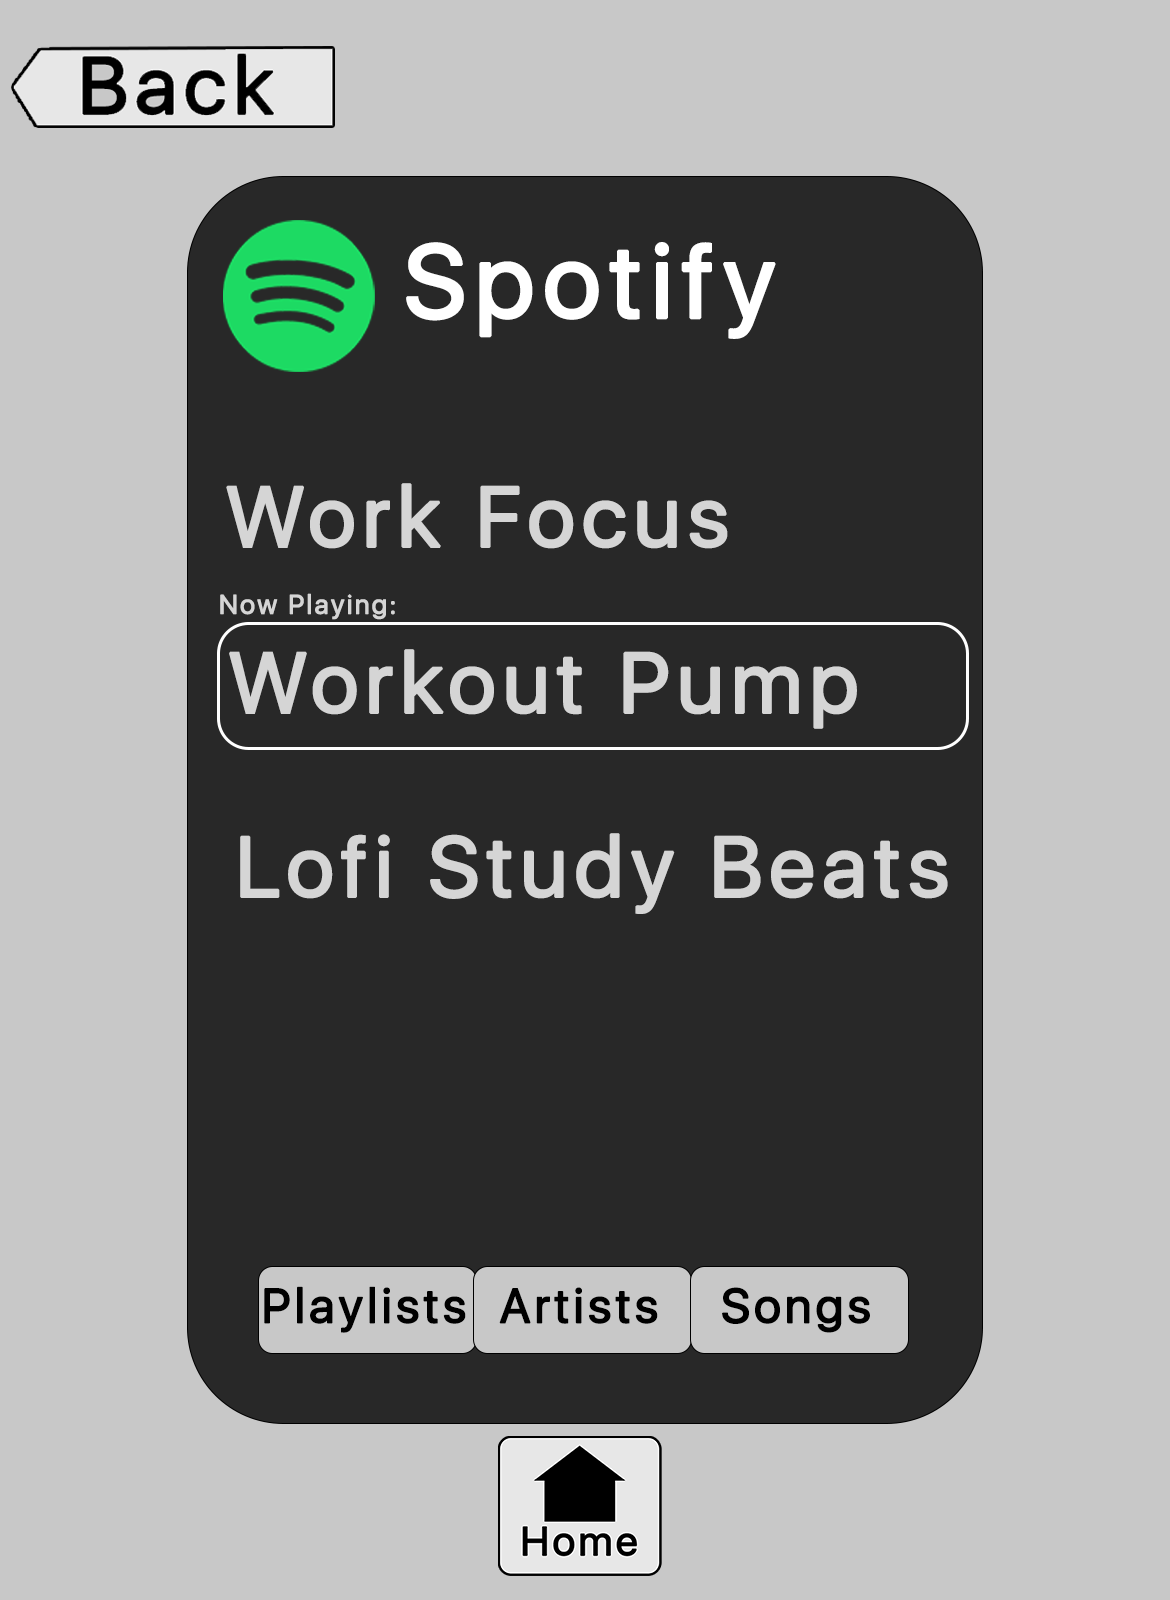 Back
Spotify
Work Focus
Now Playing:
Workout Pump
Lofi Study Beats
Playlists Artists Songs
Home